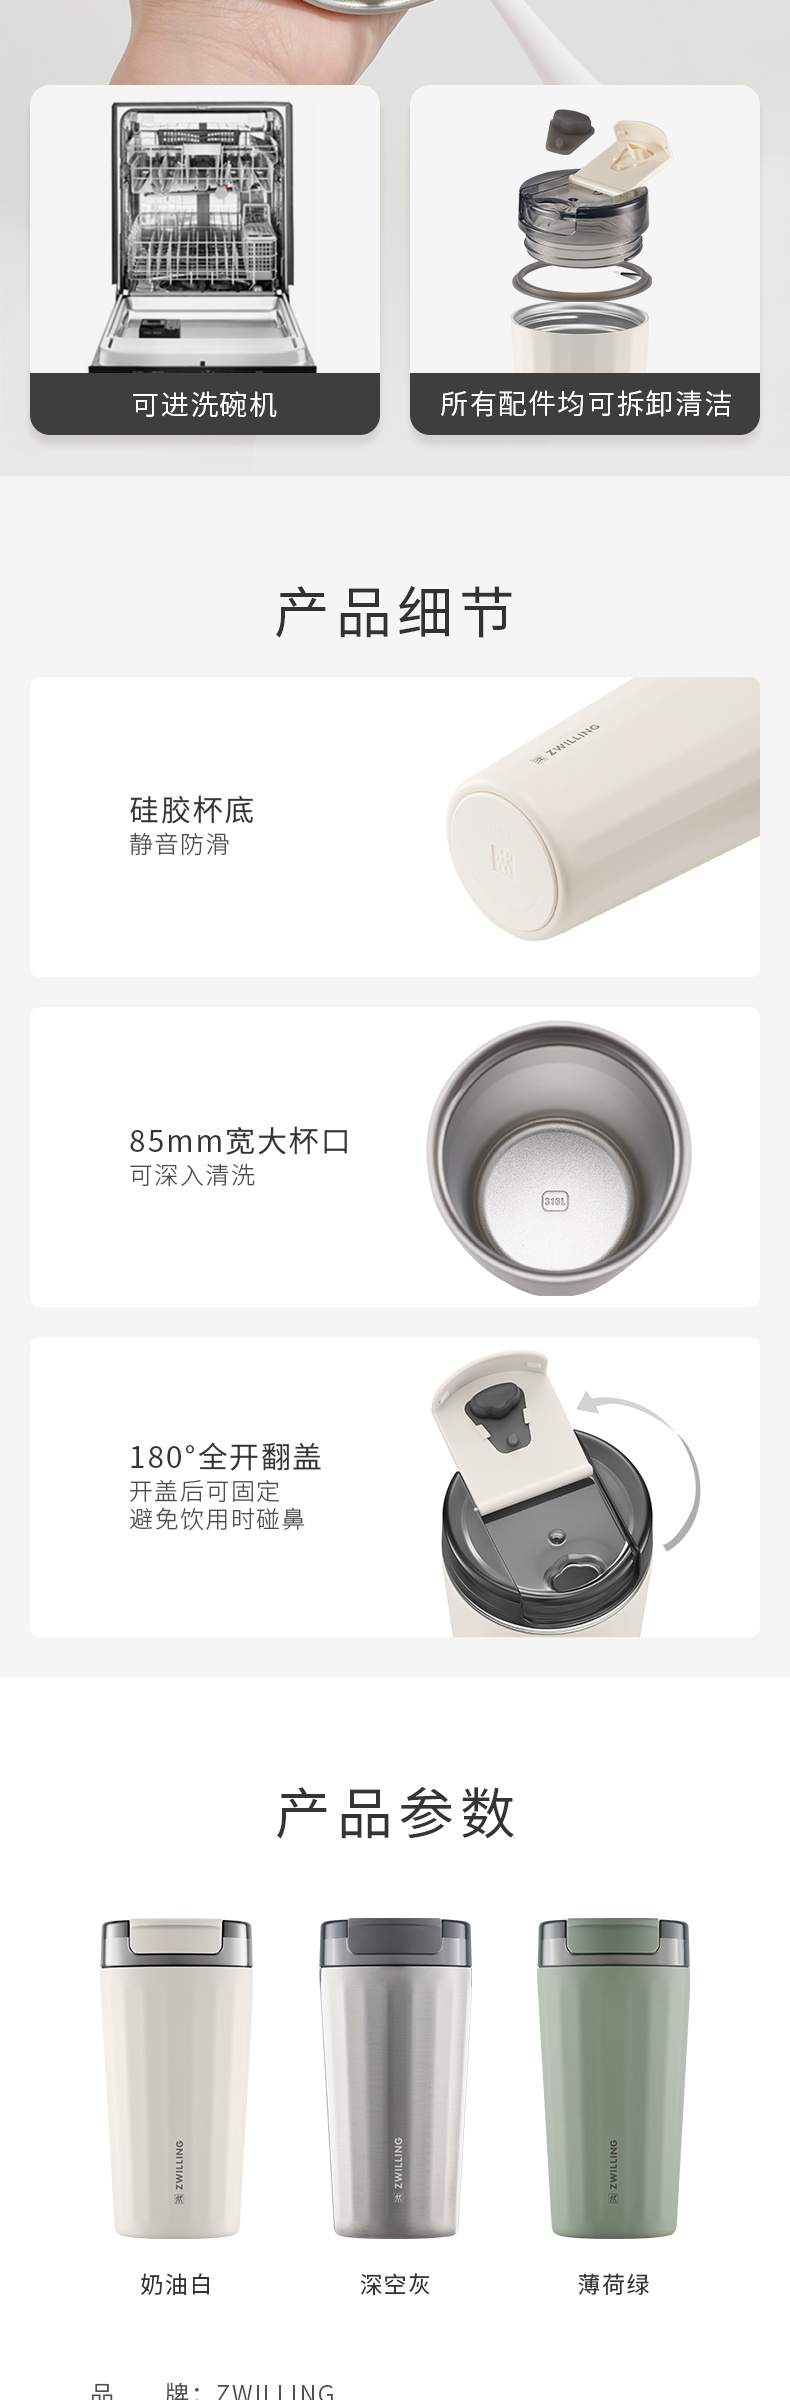 可进洗碗机
所有配件均可拆卸清洁
产品细节
ZWILLING
硅胶杯底
静音防滑
85mm宽大杯口
可深入清洗
316L
180°全开翻盖
开盖后可固定
避免饮用时碰鼻
产品参数
ZWILLING
ZWILLING
ZWILLING
奶油白
深空灰
薄荷绿
品 牌：ZWILLING